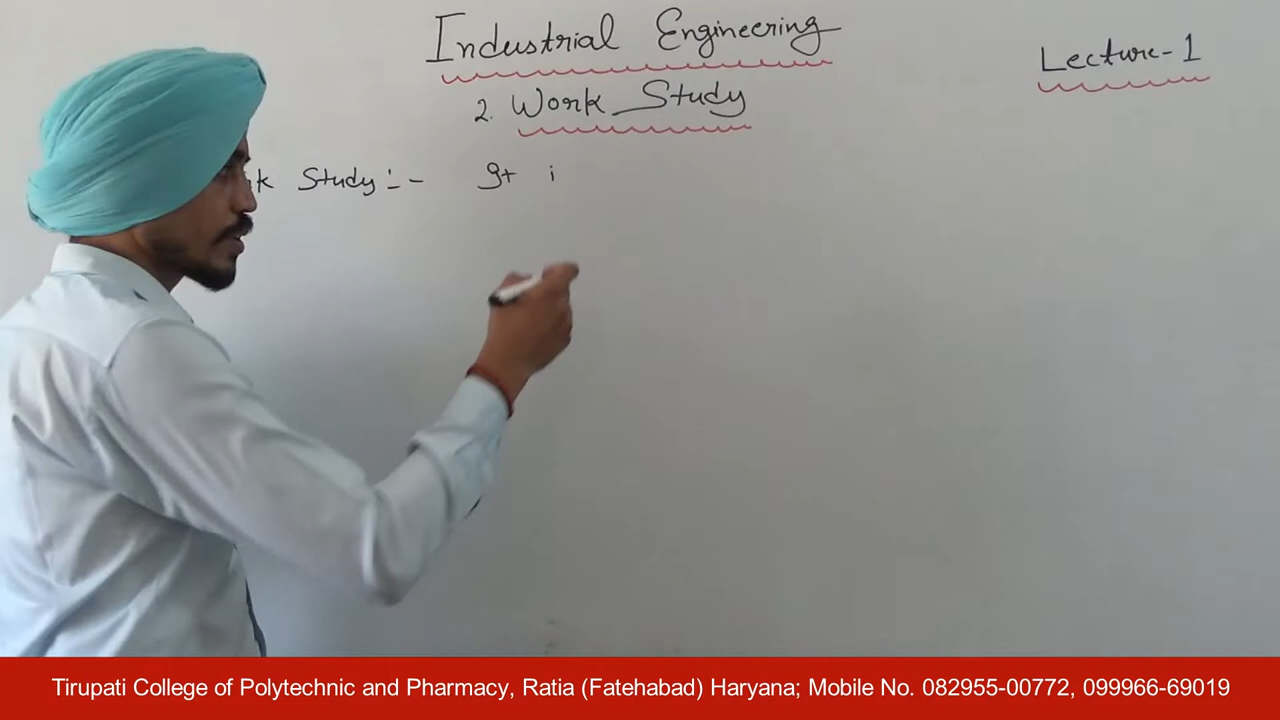 Industrial Engineering
Lecture-1
2. Work Study
k Study :- It i
Tirupati College of Polytechnic and Pharmacy, Ratia (Fatehabad) Haryana; Mobile No. 082955-00772, 099966-69019